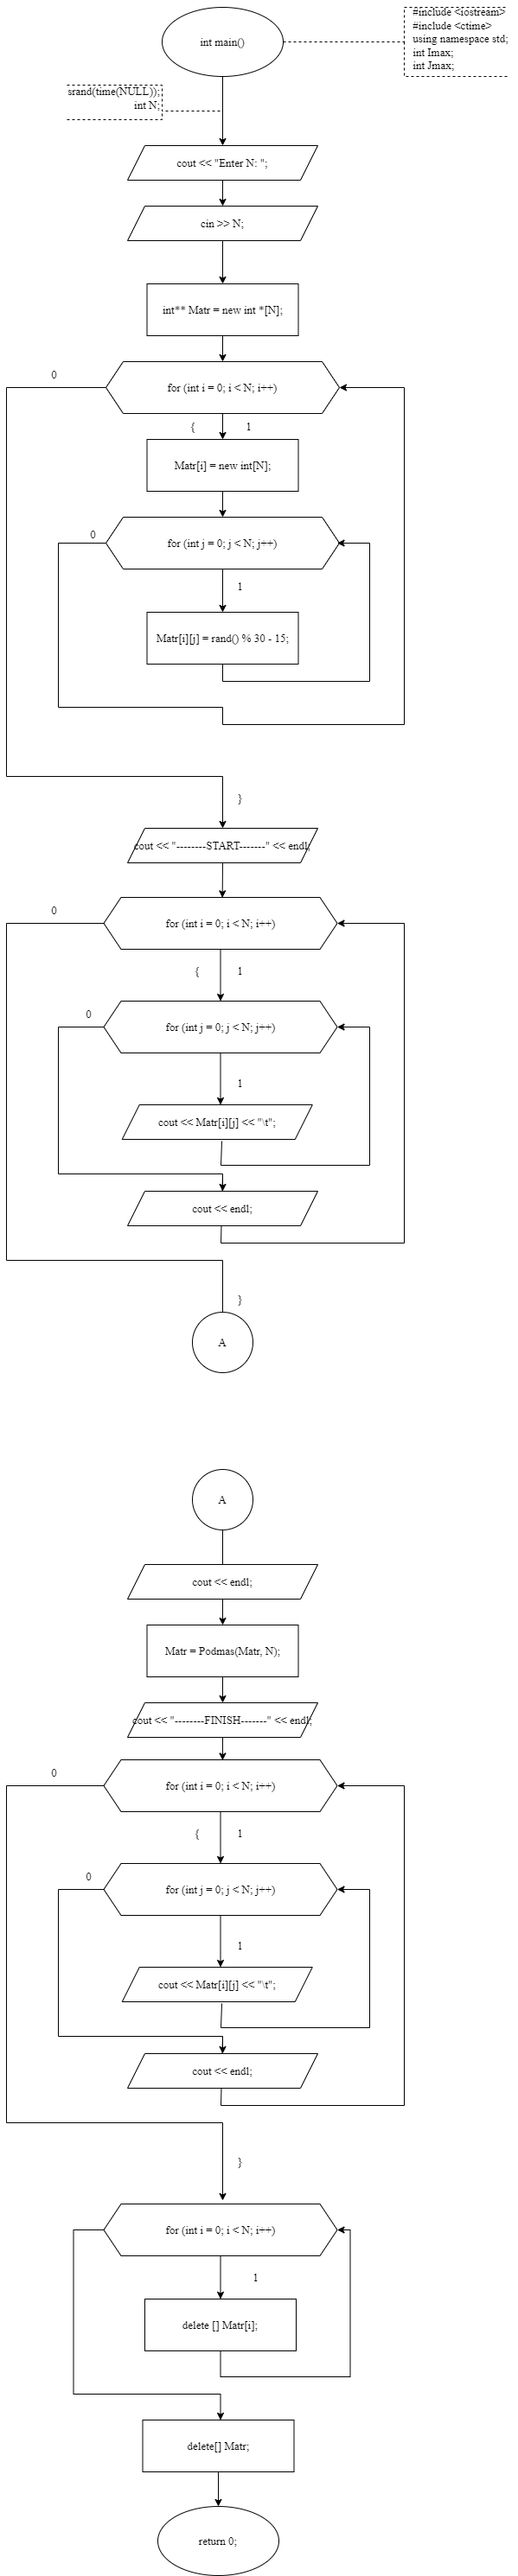 int main()
#include <iostream>
#include <ctime>
using namespace std;
int Imax;
int Jmax;
srand(time(NULL));
int N;
cout << "Enter N: ";
cin >> N;
int** Matr = new int *[N];
0
for (int i = 0; i < N; i++)
{
1
Matr[i] = new int[N];
0
for (int j = 0; j < N; j++)
1
Matr[i][j] = rand() % 30 - 15;
}
cout << "--------START-------" << endl;
0
for (int i = 0; i < N; i++)
{
1
0
for (int j = 0; j < N; j++)
1
cout << Matr[i][j] << "\t";
cout << endl;
}
A
A
cout << endl;
Matr = Podmas(Matr, N);
cout << "--------FINISH-------" << endl;
0
for (int i = 0; i < N; i++)
{
1
0
for (int j = 0; j < N; j++)
1
cout << Matr[i][j] << "\t";
cout << endl;
}
for (int i = 0; i < N; i++)
1
delete [] Matr[i];
delete[] Matr;
return 0;